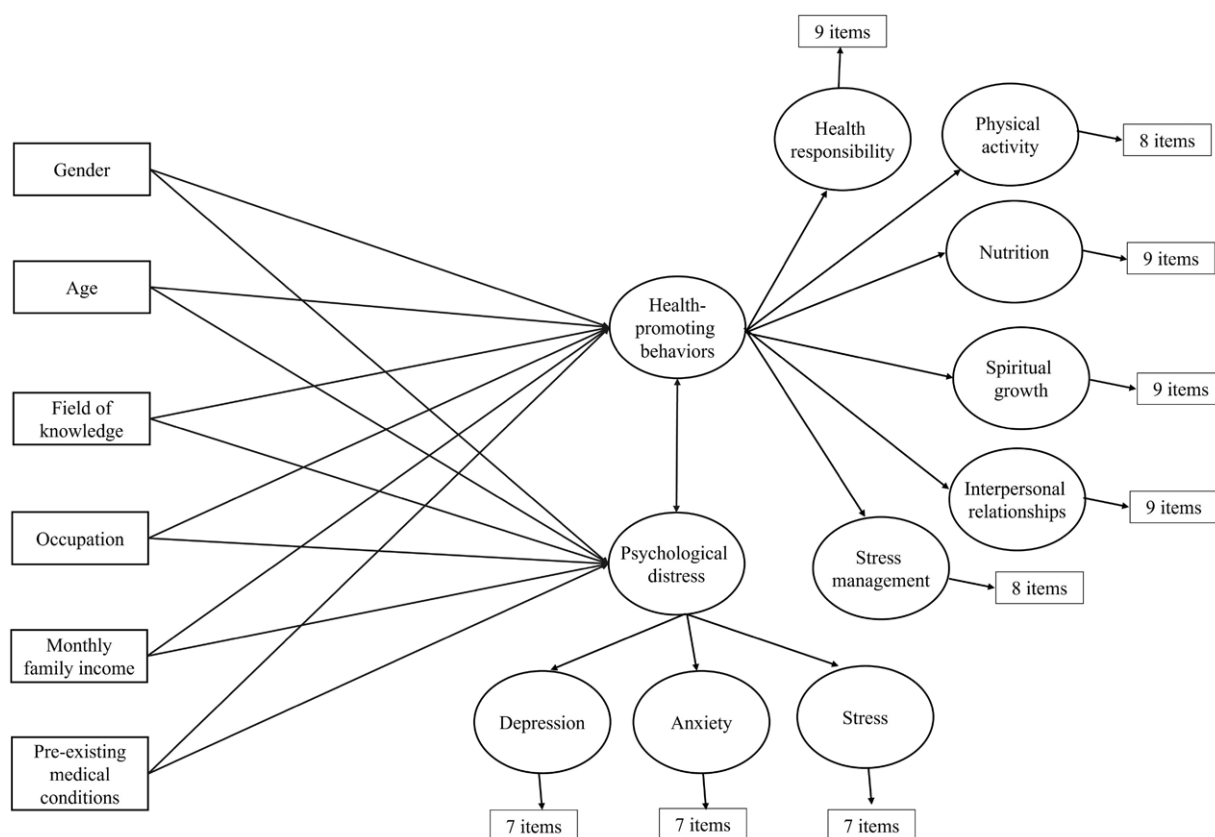 Gender
Age
Field of
knowledge
Occupation
Monthly
family income
Pre-existing
medical
conditions
Health-
promoting
behaviors
Psychological
distress
9 items
Health
responsibility
Physical
activity
8 items
Nutrition
9 items
Spiritual
growth
9 items
Interpersonal
relationships
9 items
Stress
management
8 items
Depression
Anxiety
Stress
7 items
7 items
7 items